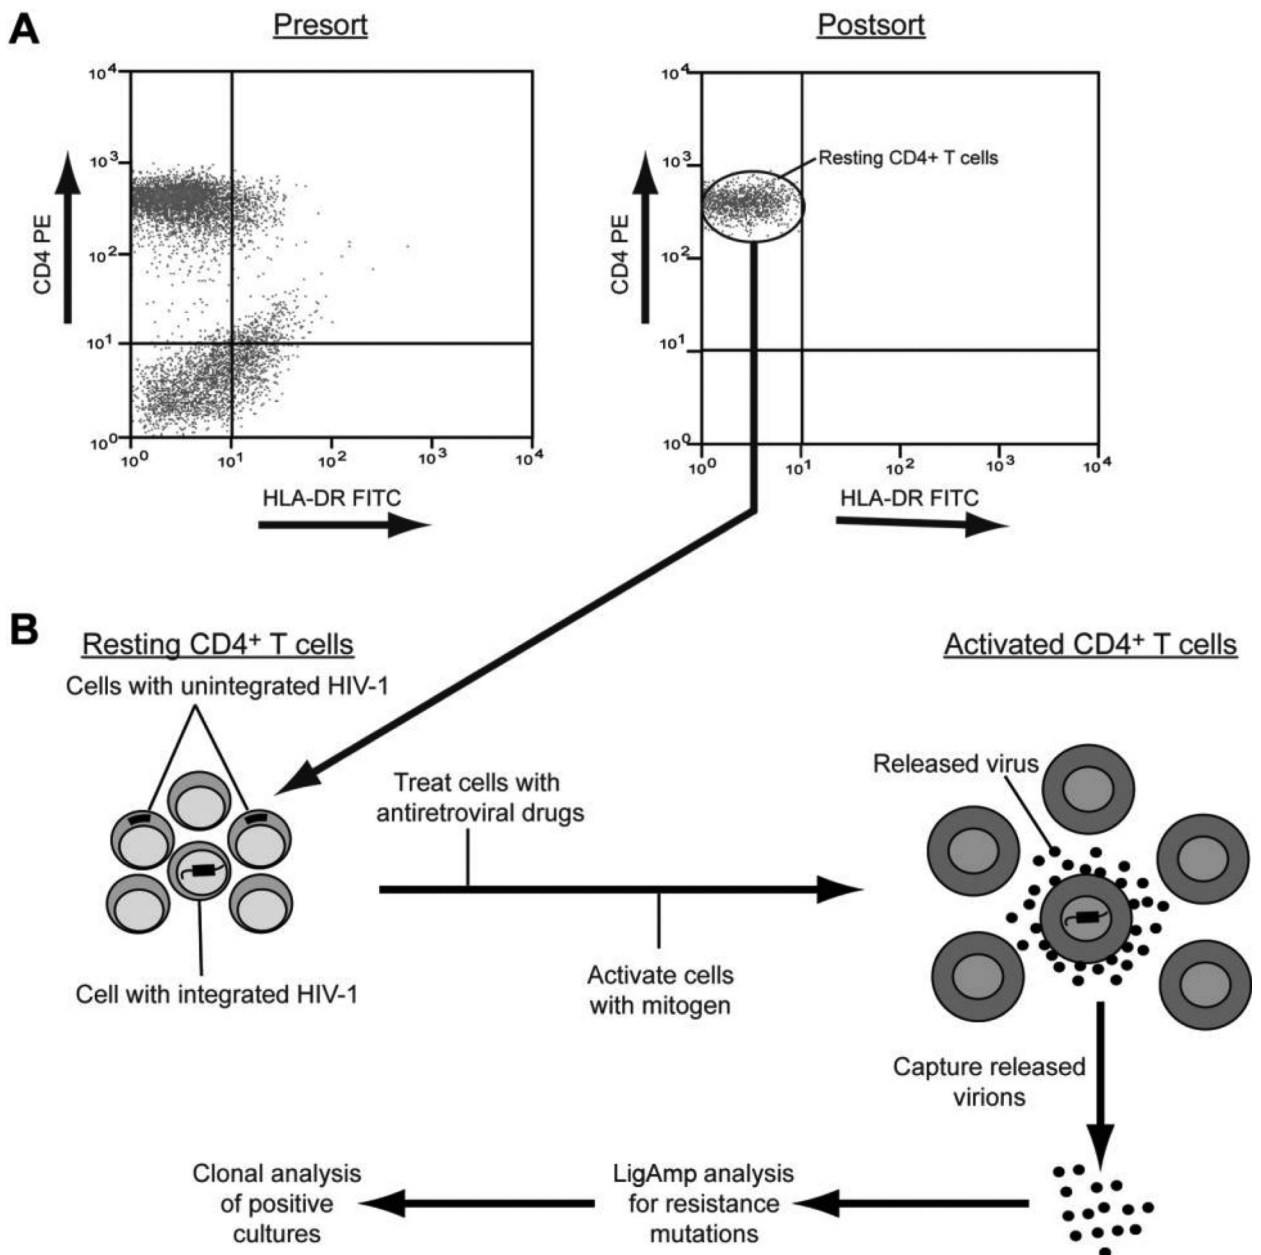 A
Presort
Postsort
10⁴
10³
10²
10¹
10⁰
CD4 PE
10⁰ 10¹ 10² 10³ 10⁴
HLA-DR FITC
10⁴
10³
10²
10¹
10⁰
CD4 PE
Resting CD4+ T cells
10⁰ 10¹ 10² 10³ 10⁴
HLA-DR FITC
B
Resting CD4⁺ T cells
Cells with unintegrated HIV-1
Cell with integrated HIV-1
Treat cells with
antiretroviral drugs
Activate cells
with mitogen
Activated CD4⁺ T cells
Released virus
Capture released
virions
LigAmp analysis
for resistance
mutations
Clonal analysis
of positive
cultures